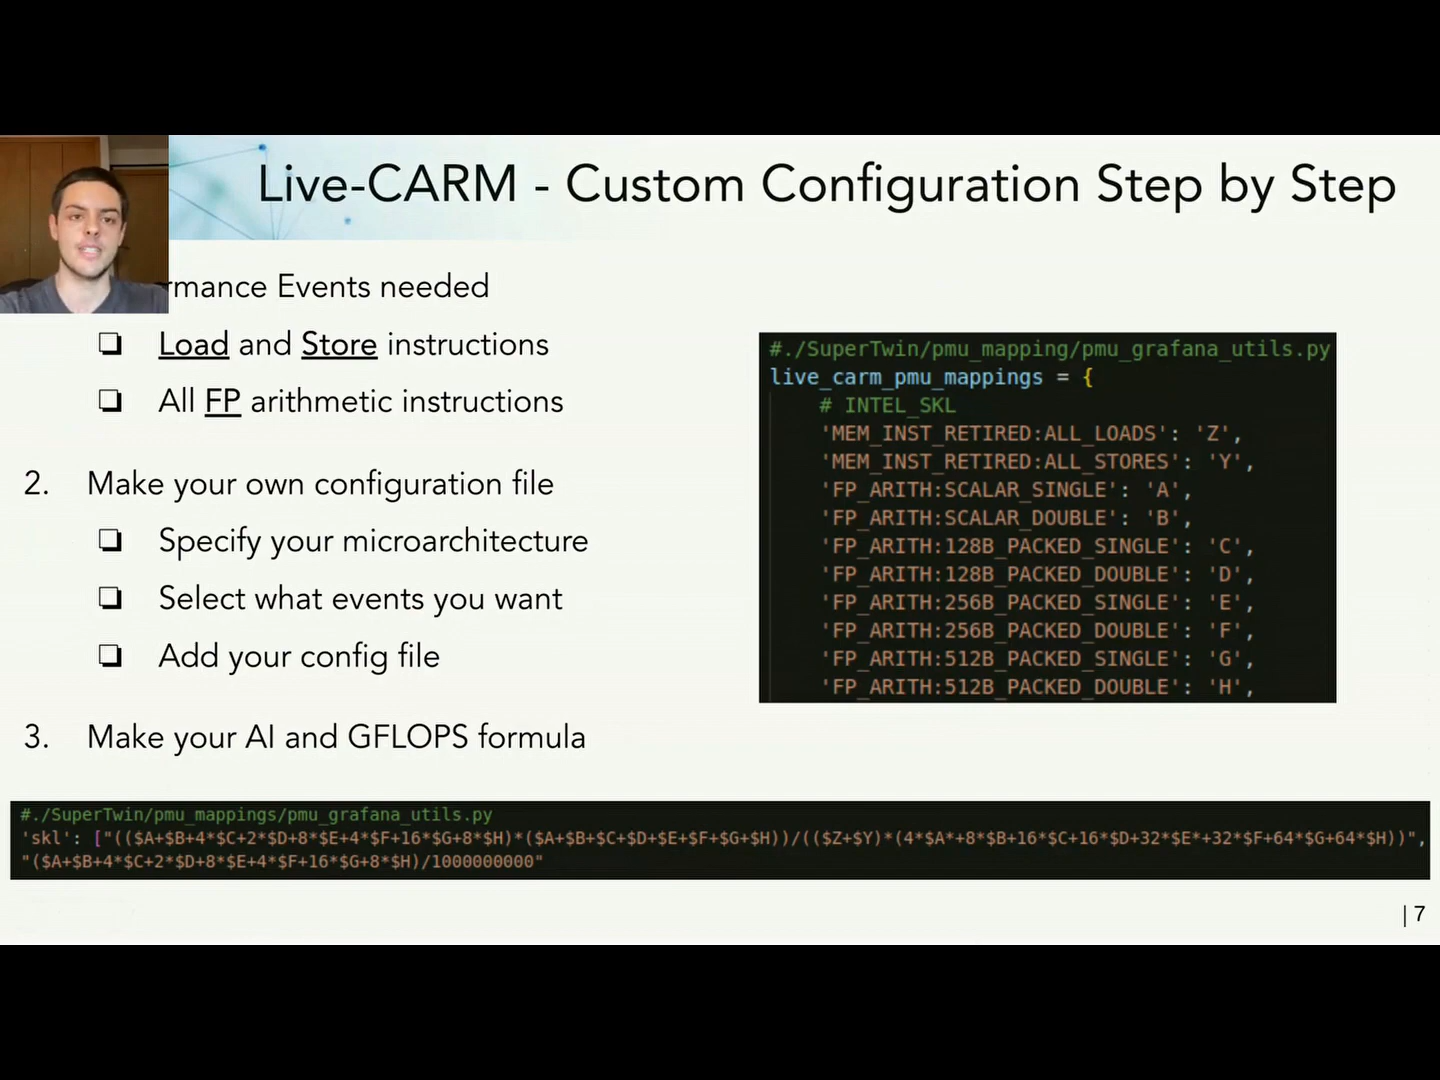 Live-CARM - Custom Configuration Step by Step
Events needed
❏ Load and Store instructions
❏ All FP arithmetic instructions
2. Make your own configuration file
❏ Specify your microarchitecture
❏ Select what events you want
❏ Add your config file
3. Make your AI and GFLOPS formula
#./SuperTwin/pmu_mapping/pmu_grafana_utils.py
live_carm_pmu_mappings = {
# INTEL_SKL
'MEM_INST_RETIRED:ALL_LOADS': 'Z',
'MEM_INST_RETIRED:ALL_STORES': 'Y',
'FP_ARITH:SCALAR_SINGLE': 'A',
'FP_ARITH:SCALAR_DOUBLE': 'B',
'FP_ARITH:128B_PACKED_SINGLE': 'C',
'FP_ARITH:128B_PACKED_DOUBLE': 'D',
'FP_ARITH:256B_PACKED_SINGLE': 'E',
'FP_ARITH:256B_PACKED_DOUBLE': 'F',
'FP_ARITH:512B_PACKED_SINGLE': 'G',
'FP_ARITH:512B_PACKED_DOUBLE': 'H',
#./SuperTwin/pmu_mappings/pmu_grafana_utils.py
'skl': ["(($A+$B+4*$C+2*$D+8*$E+4*$F+16*$G+8*$H)*($A+$B+$C+$D+$E+$F+$G+$H))/(($Z+$Y)*(4*$A*+8*$B+16*$C+16*$D+32*$E*+32*$F+64*$G+64*$H))",
"($A+$B+4*$C+2*$D+8*$E+4*$F+16*$G+8*$H)/1000000000"
| 7